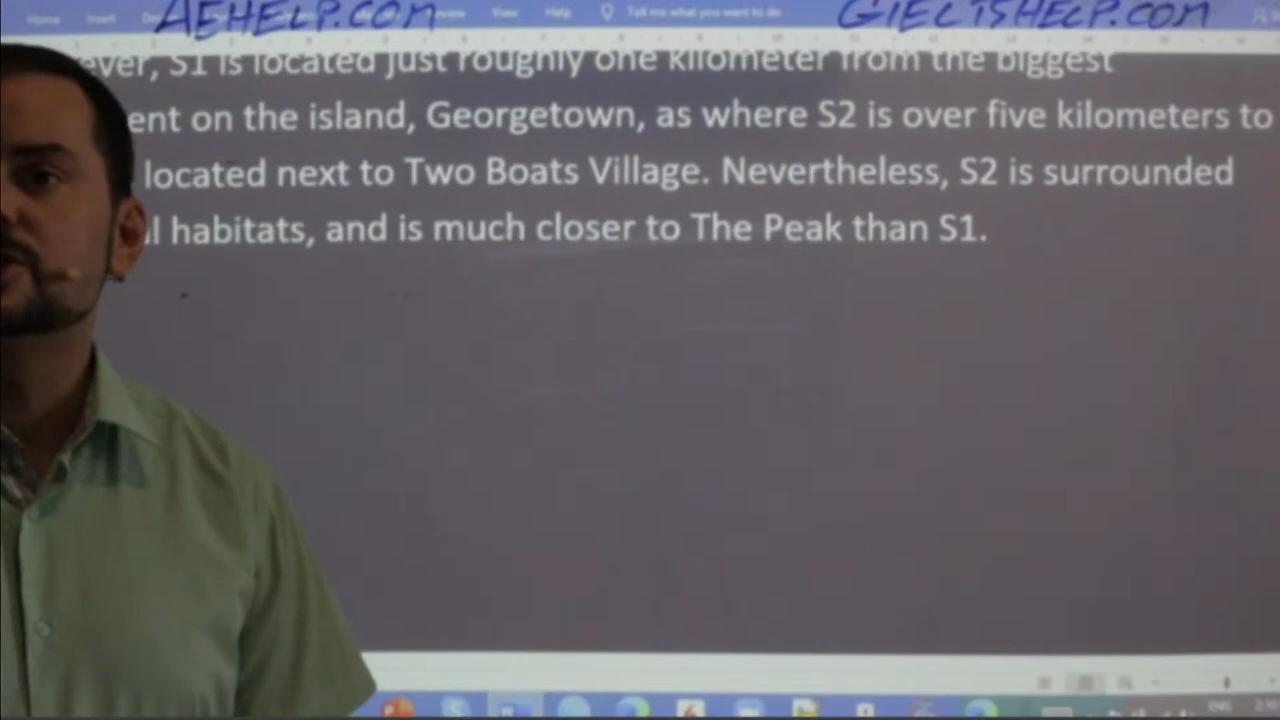 AEHELP.COM GIELTSHELP.COM
Home Insert View Help Tell me what you want to do
ever, S1 is located just roughly one kilometer from the biggest
ent on the island, Georgetown, as where S2 is over five kilometers to
located next to Two Boats Village. Nevertheless, S2 is surrounded
l habitats, and is much closer to The Peak than S1.
ENG